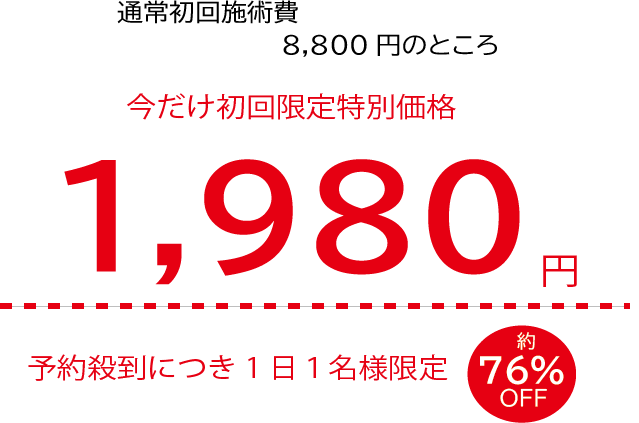 通常初回施術費
8,800 円のところ
今だけ初回限定特別価格
1,980 円
予約殺到につき1日1名様限定
約
76%
OFF